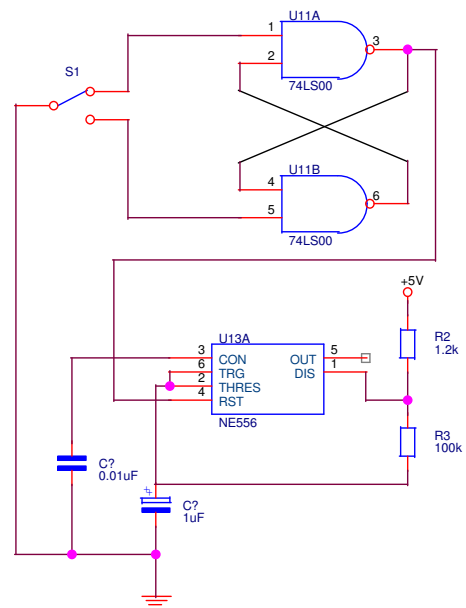 U11A
1
3
2
74LS00
S1
U11B
4
6
5
74LS00
+5V
R2
1.2k
U13A
3
CON
OUT
5
6
TRG
DIS
1
2
THRES
4
RST
NE556
R3
100k
C?
0.01uF
+
C?
1uF